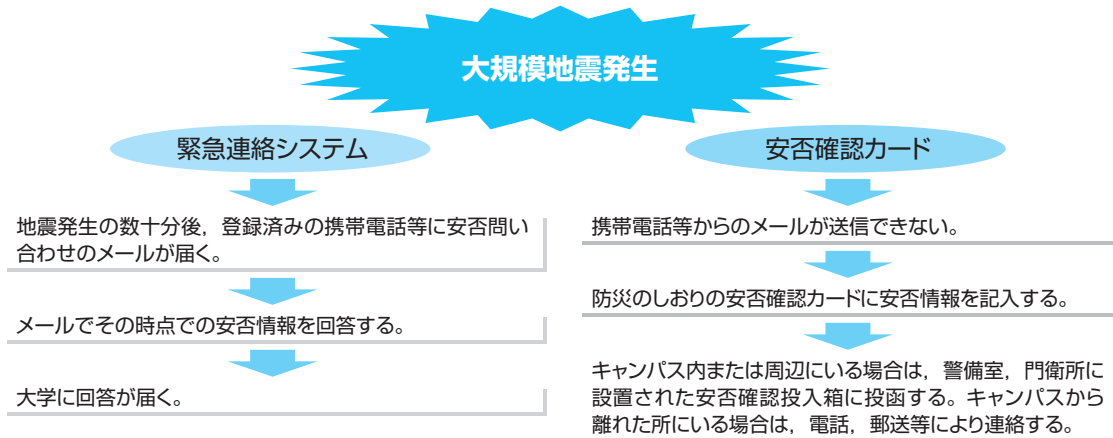 大規模地震発生
緊急連絡システム
地震発生の数十分後，登録済みの携帯電話等に安否問い
合わせのメールが届く。
メールでその時点での安否情報を回答する。
大学に回答が届く。
安否確認カード
携帯電話等からのメールが送信できない。
防災のしおりの安否確認カードに安否情報を記入する。
キャンパス内または周辺にいる場合は，警備室，門衛所に
設置された安否確認投入箱に投函する。キャンパスから
離れた所にいる場合は，電話，郵送等により連絡する。